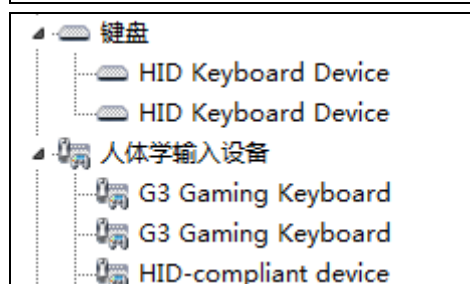 键盘
HID Keyboard Device
HID Keyboard Device
人体学输入设备
G3 Gaming Keyboard
G3 Gaming Keyboard
HID-compliant device